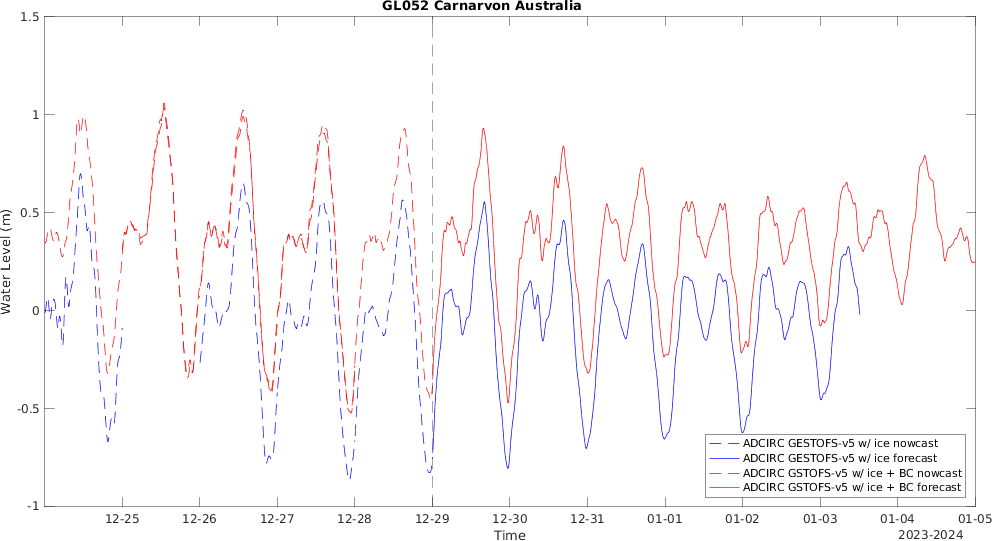 GL052 Carnarvon Australia
Water Level (m)
1.5
1
0.5
0
-0.5
-1
12-25 12-26 12-27 12-28 12-29 12-30 12-31 01-01 01-02 01-03 01-04 01-05
Time
2023-2024
ADCIRC GESTOFS-v5 w/ ice nowcast
ADCIRC GESTOFS-v5 w/ ice forecast
ADCIRC GSTOFS-v5 w/ ice + BC nowcast
ADCIRC GSTOFS-v5 w/ ice + BC forecast